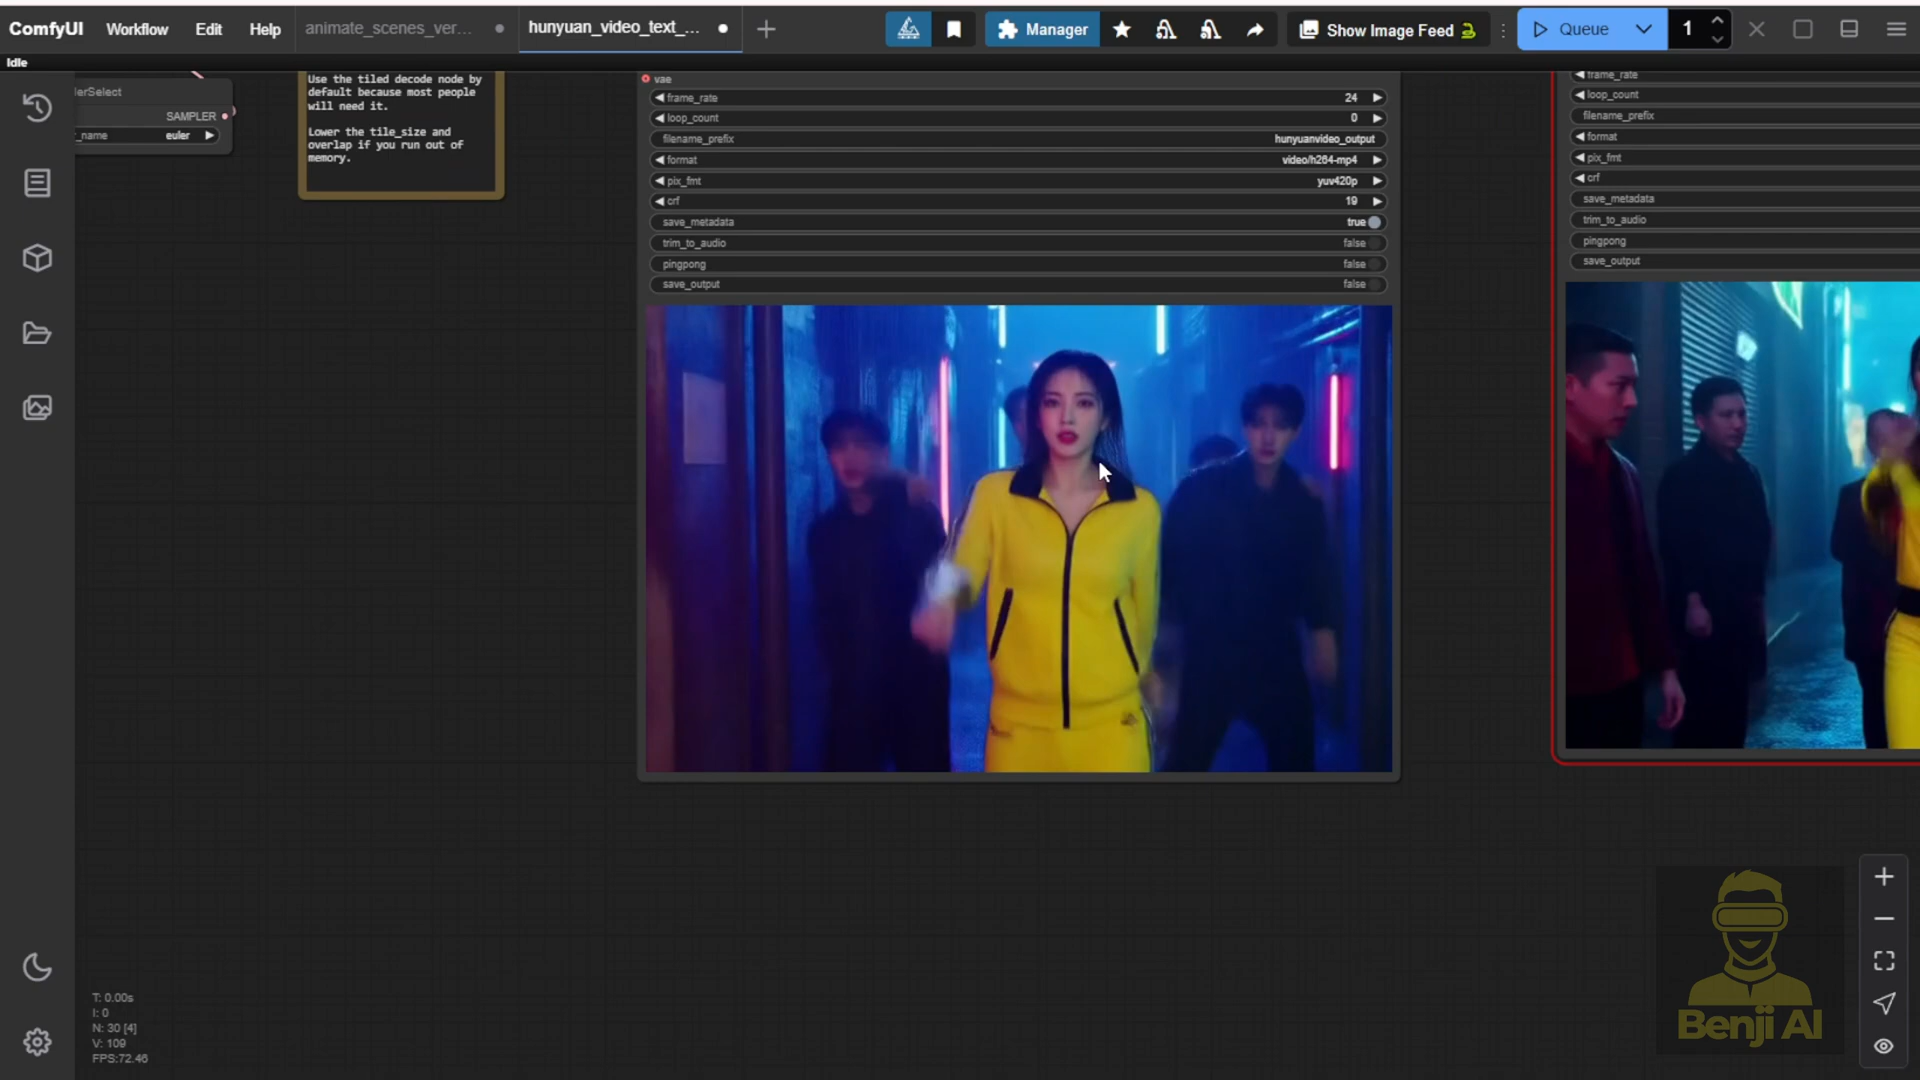 ComfyUI Workflow Edit Help animate_scenes_ver... hunyuan_video_text_... Manager Show Image Feed Queue 1
Idle
erSelect
SAMPLER
_name euler
Use the tiled decode node by
default because most people
will need it.
Lower the tile_size and
overlap if you run out of
memory.
vae
frame_rate 24
loop_count 0
filename_prefix hunyuanvideo_output
format video/h264-mp4
pix_fmt yuv420p
crf 19
save_metadata true
trim_to_audio false
pingpong false
save_output false
frame_rate
loop_count
filename_prefix
format
pix_fmt
crf
save_metadata
trim_to_audio
pingpong
save_output
T: 0.00s
I: 0
N: 30 [4]
V: 109
FPS:72.46
Benji AI